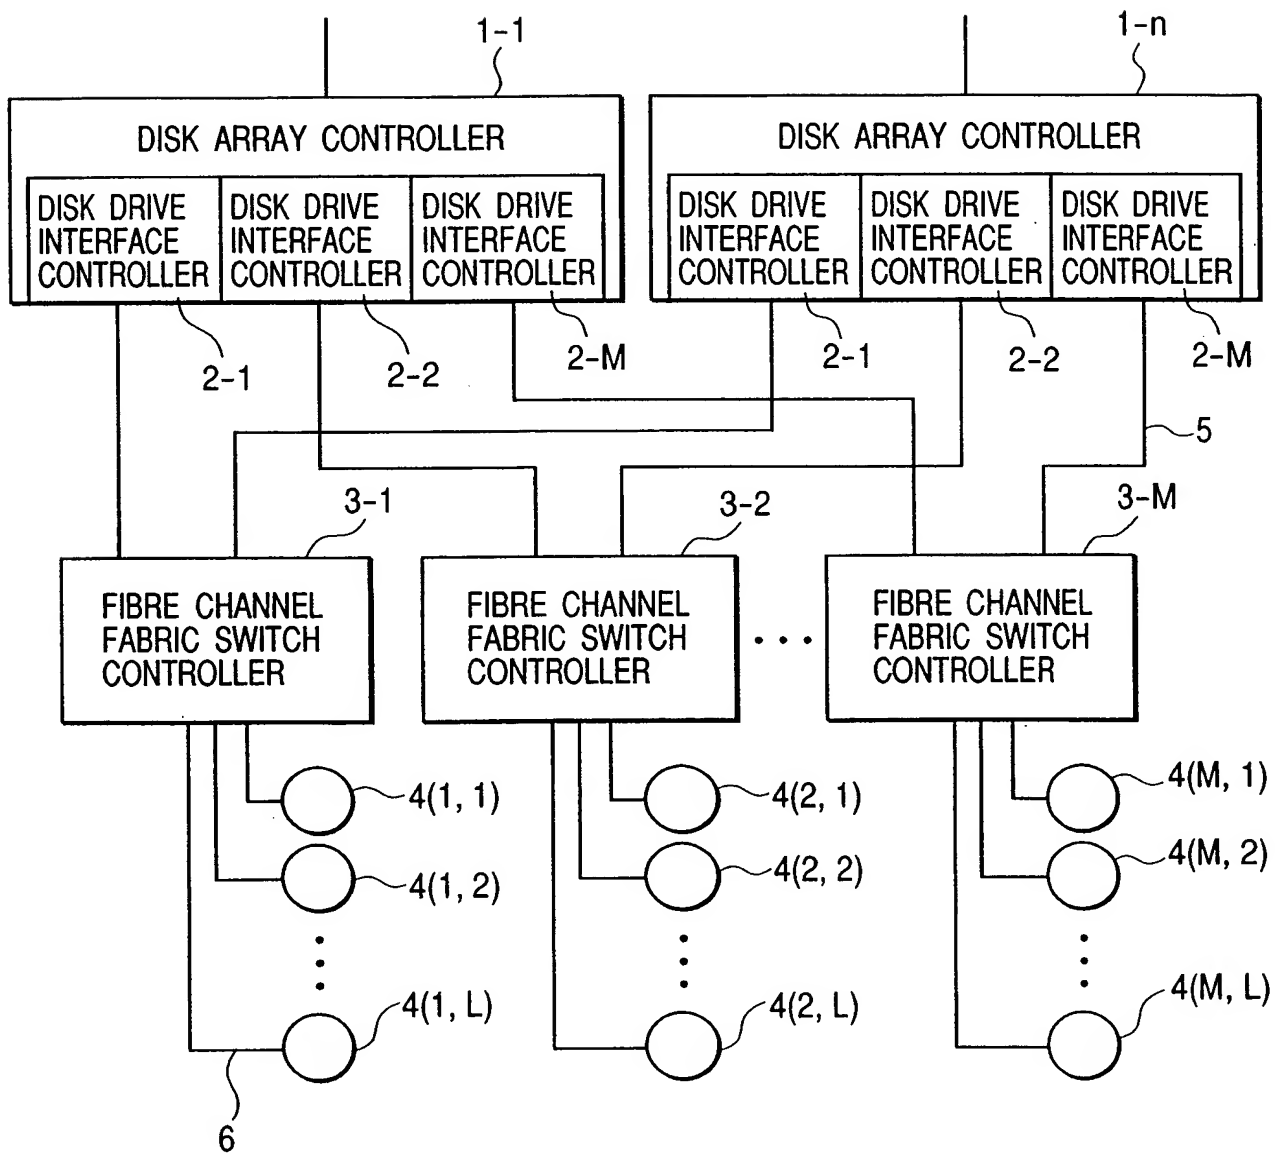 1-1
1-n
DISK ARRAY CONTROLLER
DISK ARRAY CONTROLLER
DISK DRIVE
INTERFACE
CONTROLLER
DISK DRIVE
INTERFACE
CONTROLLER
DISK DRIVE
INTERFACE
CONTROLLER
DISK DRIVE
INTERFACE
CONTROLLER
DISK DRIVE
INTERFACE
CONTROLLER
DISK DRIVE
INTERFACE
CONTROLLER
2-1
2-2
2-M
2-1
2-2
2-M
5
3-1
3-2
3-M
FIBRE CHANNEL
FABRIC SWITCH
CONTROLLER
FIBRE CHANNEL
FABRIC SWITCH
CONTROLLER
FIBRE CHANNEL
FABRIC SWITCH
CONTROLLER
4(1, 1)
4(2, 1)
4(M, 1)
4(1, 2)
4(2, 2)
4(M, 2)
4(1, L)
4(2, L)
4(M, L)
6